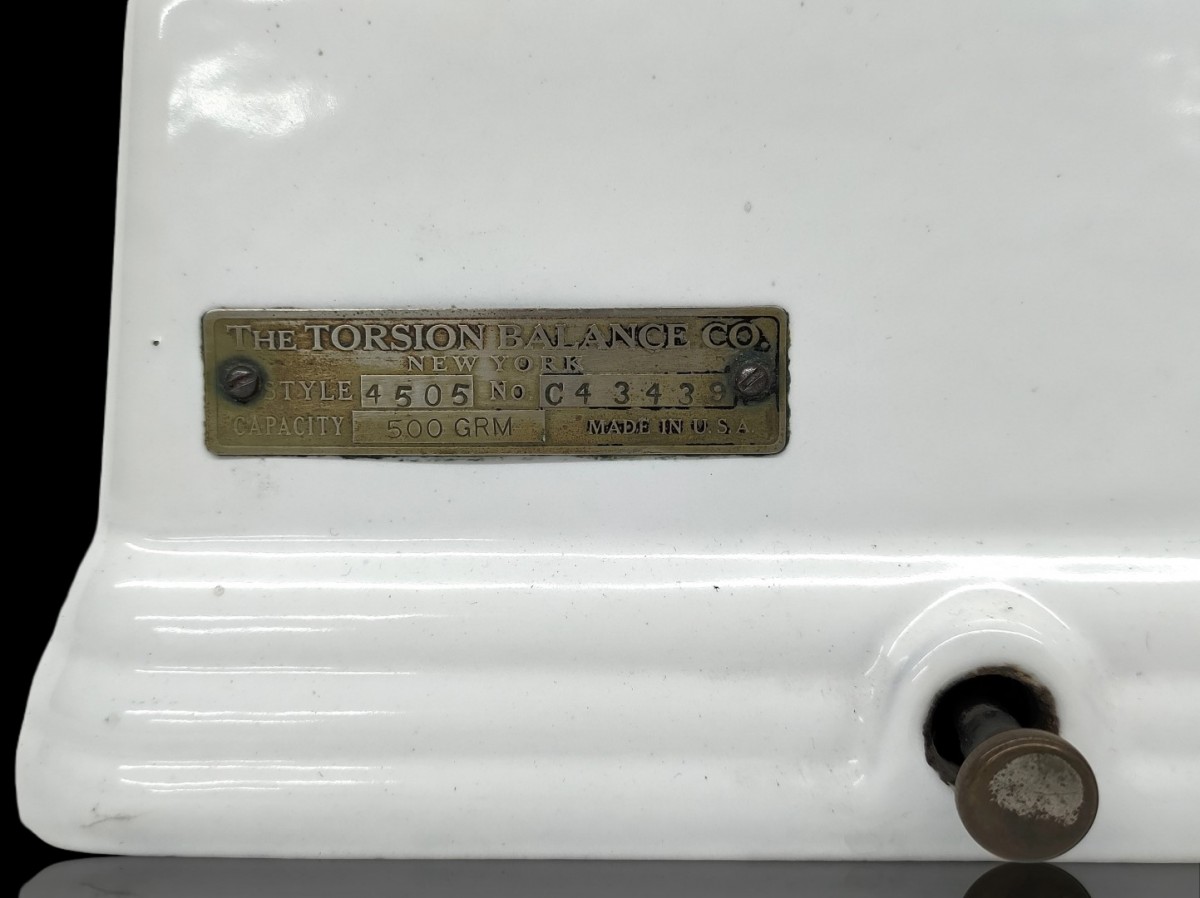 THE TORSION BALANCE CO.
NEW YORK
STYLE 4505 No C43439
CAPACITY 500 GRM MADE IN U.S.A.